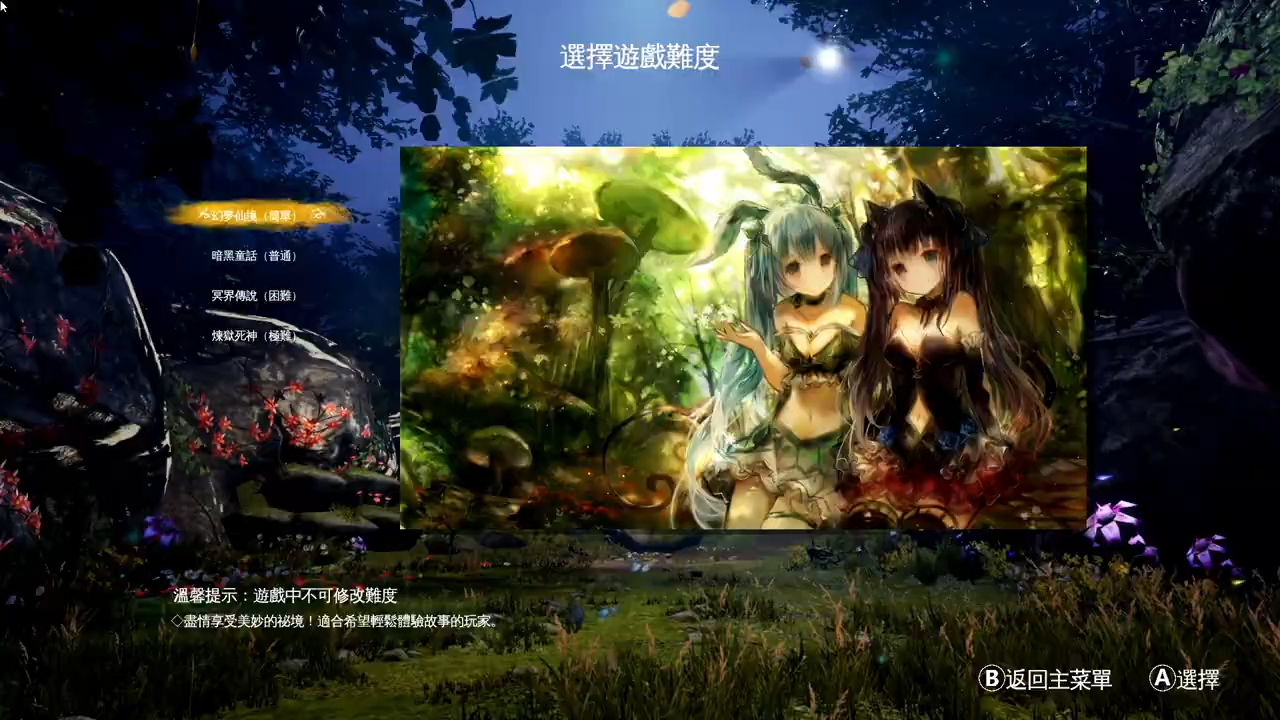 選擇遊戲難度
幻夢仙境（簡單）
暗黑童話（普通）
冥界傳說（困難）
煉獄死神（極難）
溫馨提示：遊戲中不可修改難度
◇盡情享受美妙的祕境！適合希望輕鬆體驗故事的玩家。
Ⓑ返回主菜單 Ⓐ選擇